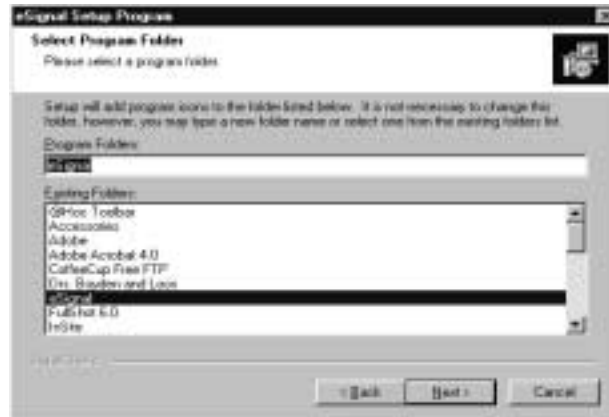 eSignal Setup Program
Select Program Folder
Please select a program folder.
Setup will add program icons to the folder listed below. It is not necessary to change this
folder, however, you may type a new folder name or select one from the existing folders list.
Program Folders:
eSignal
Existing Folders:
@Hoc Toolbar
Accessories
Adobe
Adobe Acrobat 4.0
CoffeeCup Free FTP
and
eSignal
FullShot 6.0
InSite
< Back
Next >
Cancel